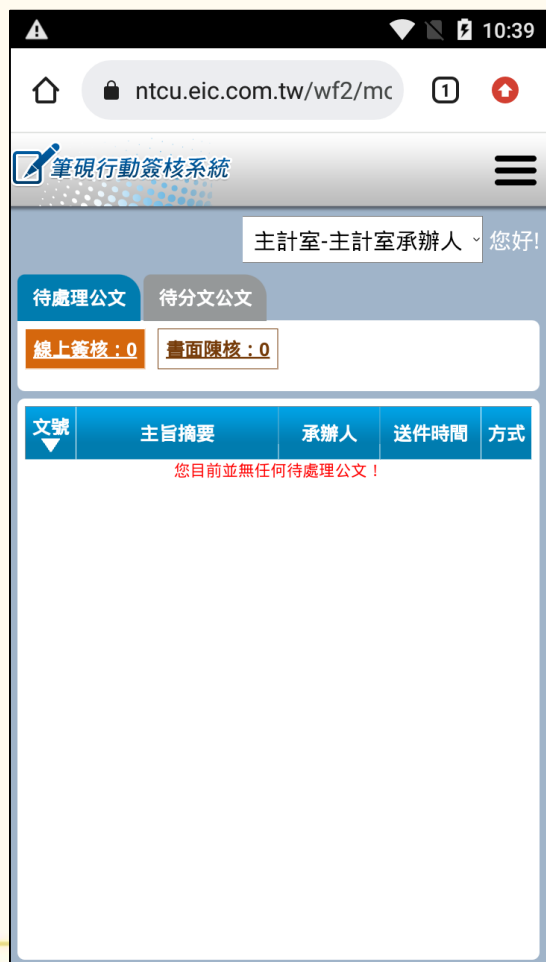 10:39
ntcu.eic.com.tw/wf2/mc
1
筆硯行動簽核系統
主計室-主計室承辦人 您好!
待處理公文 待分文公文
線上簽核：0 書面陳核：0
文號 主旨摘要 承辦人 送件時間 方式
您目前並無任何待處理公文！